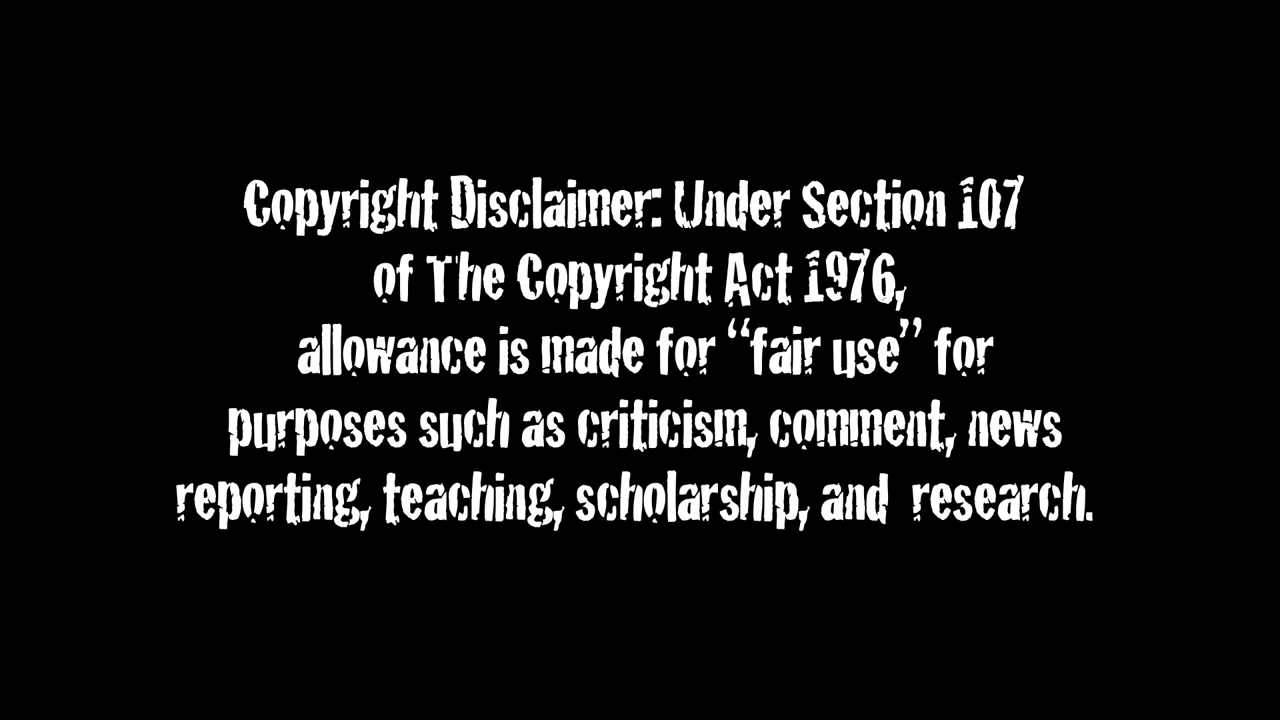 Copyright Disclaimer: Under Section 107
of The Copyright Act 1976,
allowance is made for “fair use” for
purposes such as criticism, comment, news
reporting, teaching, scholarship, and  research.